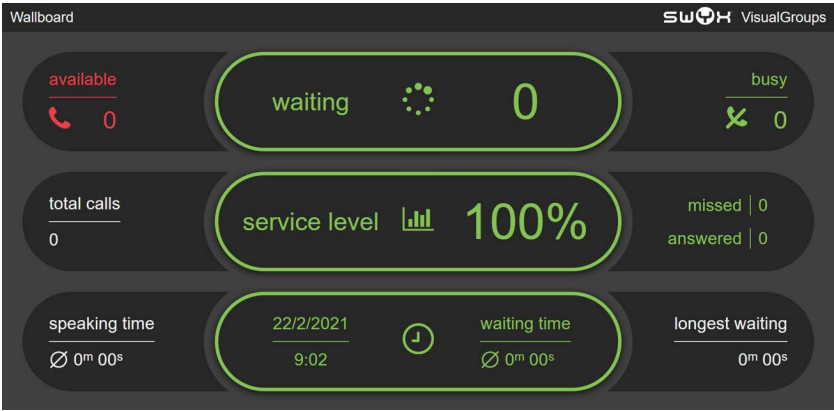 Wallboard
swyx VisualGroups
available
0
waiting
0
busy
0
total calls
0
service level
100%
missed | 0
answered | 0
speaking time
Ø 0m 00s
22/2/2021
9:02
waiting time
Ø 0m 00s
longest waiting
0m 00s